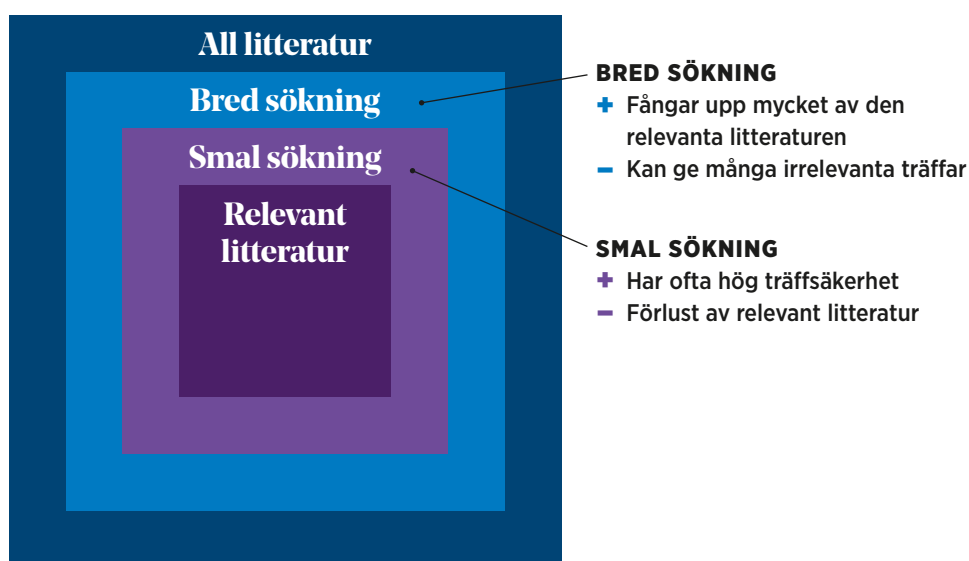 All litteratur
Bred sökning
Smal sökning
Relevant
litteratur
BRED SÖKNING
+ Fångar upp mycket av den
relevanta litteraturen
– Kan ge många irrelevanta träffar
SMAL SÖKNING
+ Har ofta hög träffsäkerhet
– Förlust av relevant litteratur